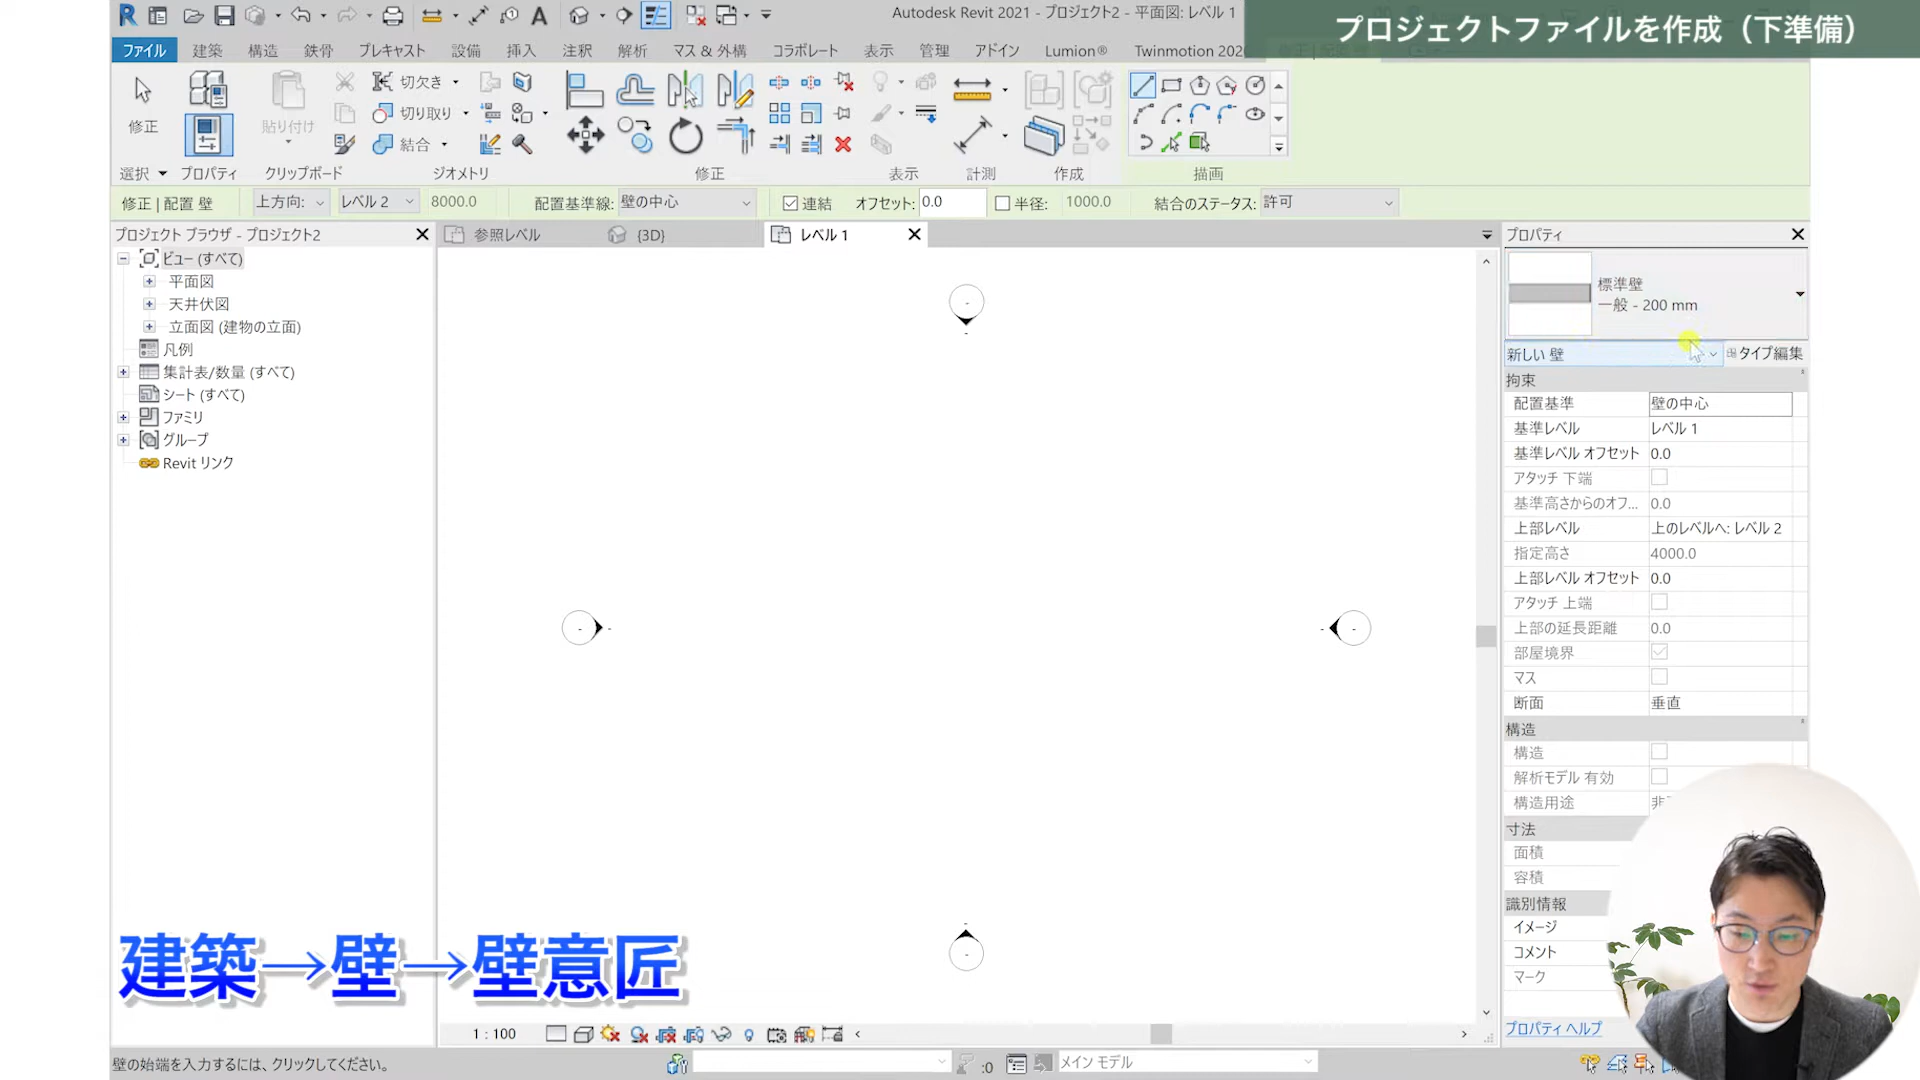 Autodesk Revit 2021 - プロジェクト2 - 平面図: レベル 1
プロジェクトファイルを作成（下準備）
ファイル 建築 構造 鉄骨 プレキャスト 設備 挿入 注釈 解析 マス & 外構 コラボレート 表示 管理 アドイン Lumion® Twinmotion 202
修正
貼り付け
切欠き
切り取り
結合
選択 プロパティ クリップボード ジオメトリ 修正 表示 計測 作成 描画
修正 | 配置 壁 上方向: レベル 2 8000.0 配置基準線: 壁の中心 連結 オフセット: 0.0 半径: 1000.0 結合のステータス: 許可
プロジェクト ブラウザ - プロジェクト2
参照レベル {3D} レベル 1
プロパティ
ビュー (すべて)
平面図
天井伏図
立面図 (建物の立面)
凡例
集計表/数量 (すべて)
シート (すべて)
ファミリ
グループ
Revit リンク
標準壁
一般 - 200 mm
新しい 壁 タイプ編集
拘束
配置基準 壁の中心
基準レベル レベル 1
基準レベル オフセット 0.0
アタッチ 下端
基準高さからのオフ... 0.0
上部レベル 上のレベルへ: レベル 2
指定高さ 4000.0
上部レベル オフセット 0.0
アタッチ 上端
上部の延長距離 0.0
部屋境界
マス
断面 垂直
構造
構造
解析モデル 有効
構造用途
寸法
面積
容積
識別情報
イメージ
コメント
マーク
プロパティ ヘルプ
建築→壁→壁意匠
1 : 100
壁の始端を入力するには、クリックしてください。
:0 メイン モデル